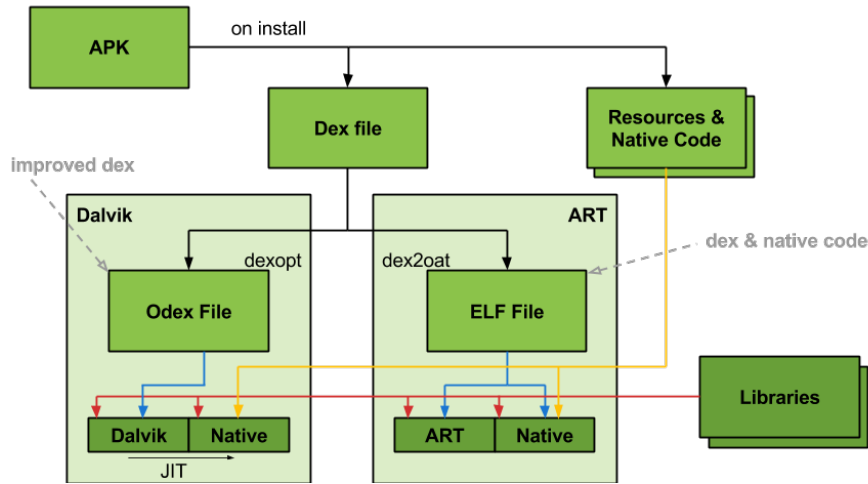 APK
on install
Dex file
Resources &
Native Code
improved dex
Dalvik
ART
dex & native code
dexopt
dex2oat
Odex File
ELF File
Libraries
Dalvik
Native
ART
Native
JIT